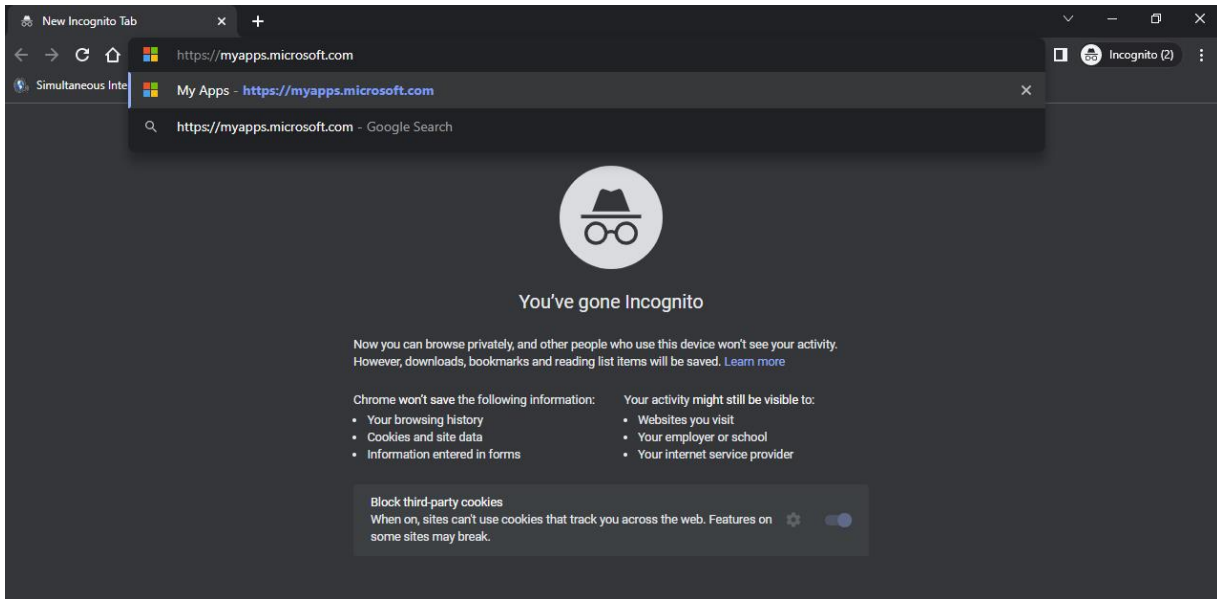 New Incognito Tab
https://myapps.microsoft.com
Incognito (2)
Simultaneous Inte
My Apps - https://myapps.microsoft.com
https://myapps.microsoft.com - Google Search
You've gone Incognito
Now you can browse privately, and other people who use this device won't see your activity.
However, downloads, bookmarks and reading list items will be saved. Learn more
Chrome won't save the following information:
• Your browsing history
• Cookies and site data
• Information entered in forms
Your activity might still be visible to:
• Websites you visit
• Your employer or school
• Your internet service provider
Block third-party cookies
When on, sites can't use cookies that track you across the web. Features on
some sites may break.